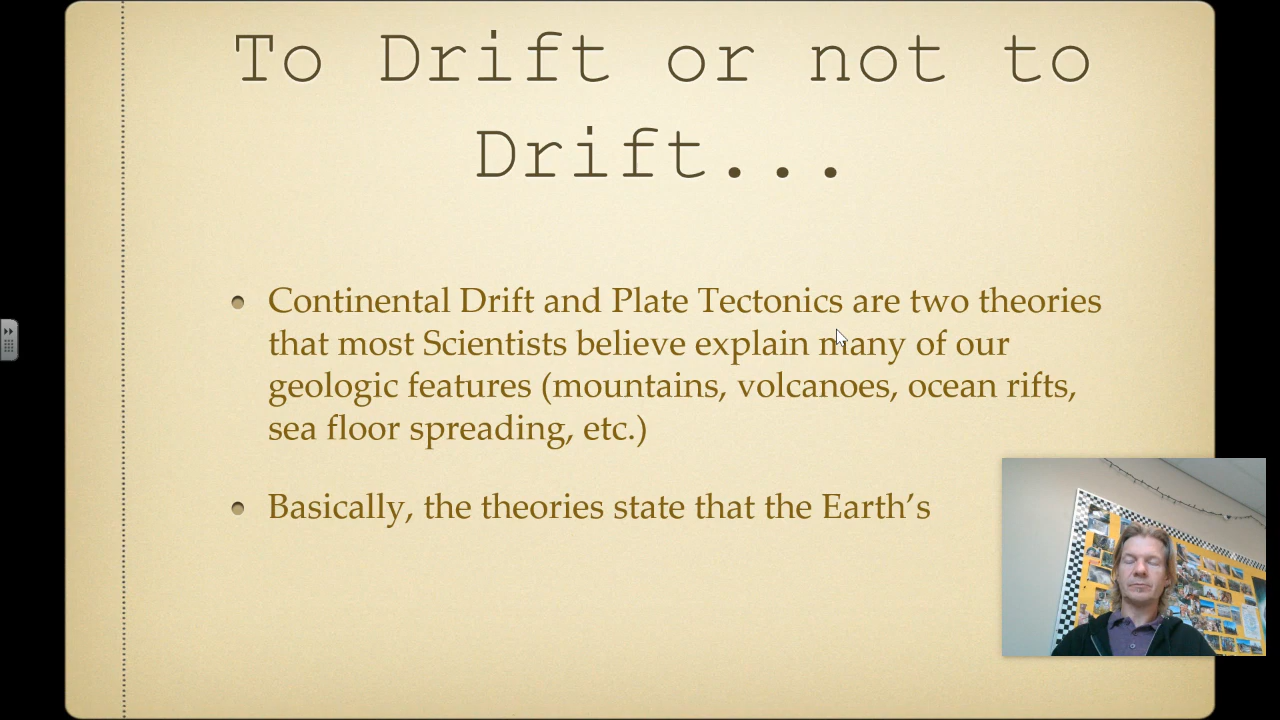 To Drift or not to
Drift...
Continental Drift and Plate Tectonics are two theories
that most Scientists believe explain many of our
geologic features (mountains, volcanoes, ocean rifts,
sea floor spreading, etc.)
Basically, the theories state that the Earth’s